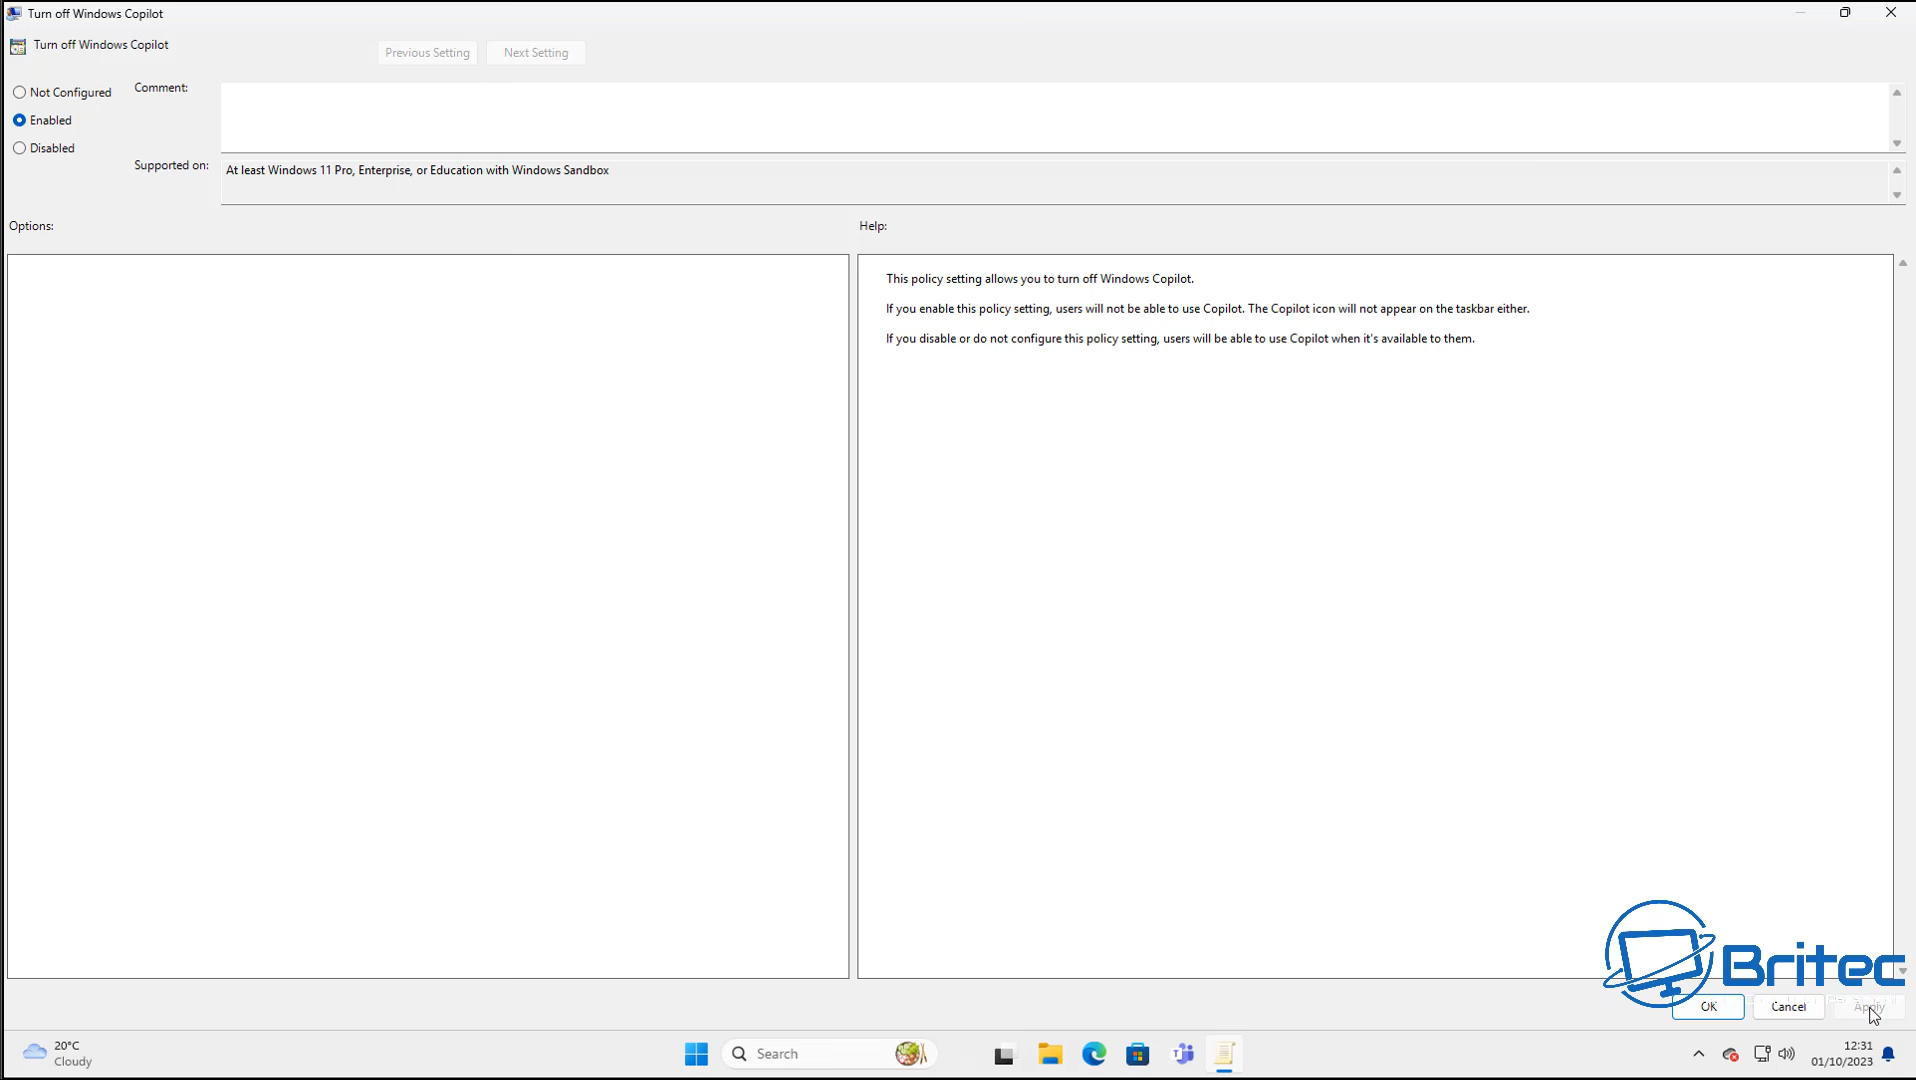 Turn off Windows Copilot
Turn off Windows Copilot
Previous Setting
Next Setting
Not Configured
Comment:
Enabled
Disabled
Supported on:
At least Windows 11 Pro, Enterprise, or Education with Windows Sandbox
Options:
Help:
This policy setting allows you to turn off Windows Copilot.
If you enable this policy setting, users will not be able to use Copilot. The Copilot icon will not appear on the taskbar either.
If you disable or do not configure this policy setting, users will be able to use Copilot when it's available to them.
Britec
OK
Cancel
Apply
20°C
Cloudy
Search
12:31
01/10/2023